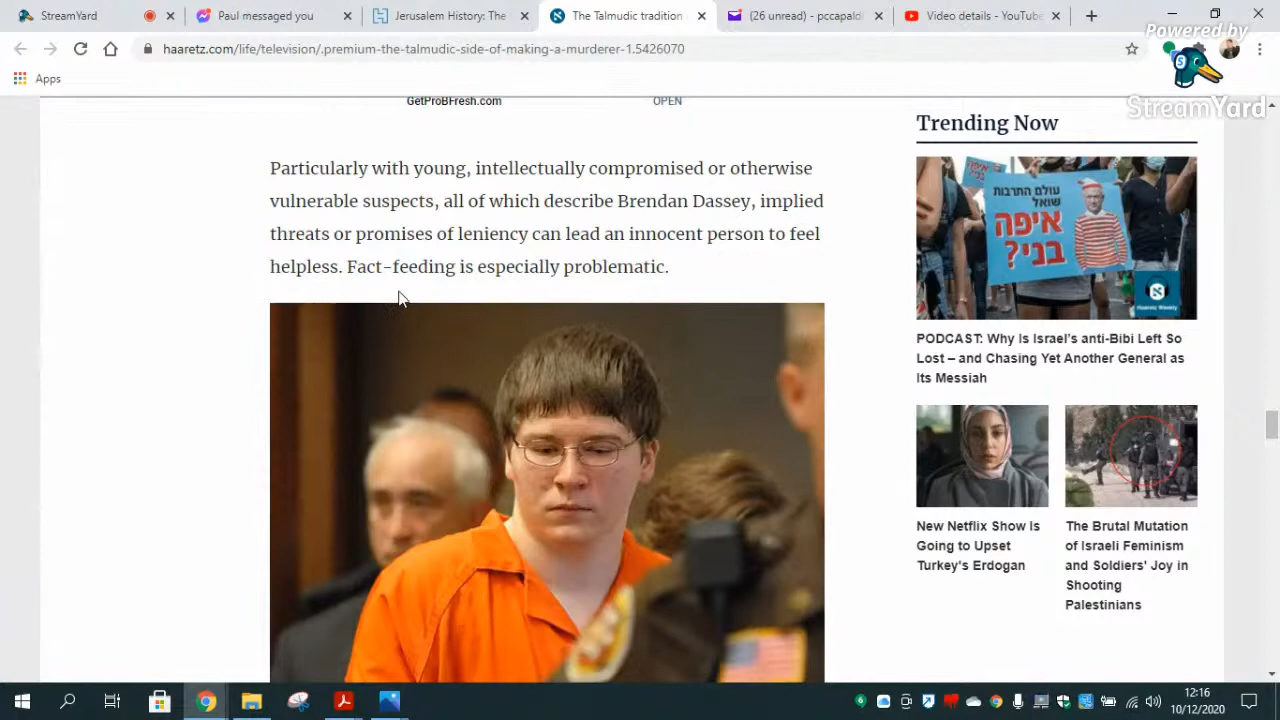 StreamYard
Paul messaged you
Jerusalem History: The
The Talmudic tradition
(26 unread) - pccapaldi
Video details - YouTube
haaretz.com/life/television/.premium-the-talmudic-side-of-making-a-murderer-1.5426070
Powered by
StreamYard
Apps
GetProBFresh.com
OPEN
Particularly with young, intellectually compromised or otherwise
vulnerable suspects, all of which describe Brendan Dassey, implied
threats or promises of leniency can lead an innocent person to feel
helpless. Fact-feeding is especially problematic.
Trending Now
עולם התרבות
שואל
איפה
בני?
Haaretz Weekly
PODCAST: Why Is Israel's anti-Bibi Left So
Lost – and Chasing Yet Another General as
Its Messiah
New Netflix Show Is
Going to Upset
Turkey's Erdogan
The Brutal Mutation
of Israeli Feminism
and Soldiers' Joy in
Shooting
Palestinians
12:16
10/12/2020